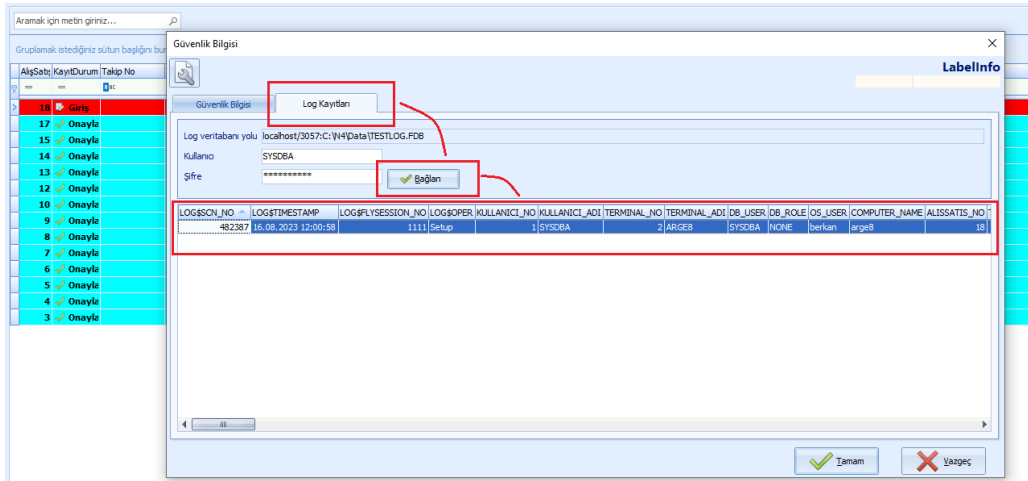 Aramak için metin giriniz...
Gruplamak istediğiniz sütun başlığını bur
AlışSatış KayıtDurum Takip No
18 Giriş
17 Onayla
15 Onayla
14 Onayla
13 Onayla
12 Onayla
10 Onayla
9 Onayla
8 Onayla
7 Onayla
6 Onayla
5 Onayla
4 Onayla
3 Onayla
Güvenlik Bilgisi
LabelInfo
Güvenlik Bilgisi Log Kayıtları
Log veritabanı yolu localhost/3057:C:\N4\Data\TESTLOG.FDB
Kullanıcı SYSDBA
Şifre **********
Bağlan
LOG$SCN_NO LOG$TIMESTAMP LOG$FLYSESSION_NO LOG$OPER KULLANICI_NO KULLANICI_ADI TERMINAL_NO TERMINAL_ADI DB_USER DB_ROLE OS_USER COMPUTER_NAME ALISSATIS_NO T
482387 16.08.2023 12:00:58 1111 Setup 1 SYSDBA 2 ARGE8 SYSDBA NONE berkan arge8 18
Tamam Vazgeç